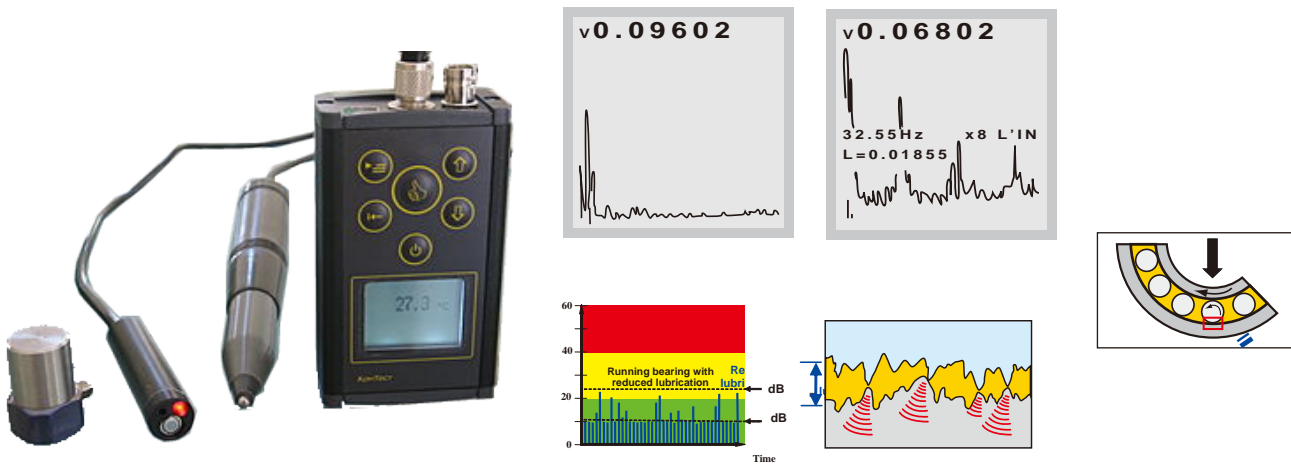 v0.09602
v0.06802
32.55Hz x8 L'IN
L=0.01855
27.3 °C
КонТест
60
40
20
0
Running bearing with
reduced lubrication
Re
lubri
dB
dB
Time